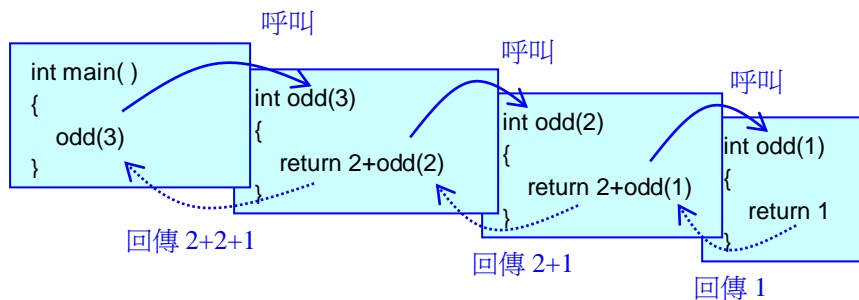 呼叫
int main( )
{
odd(3)
}
呼叫
int odd(3)
{
return 2+odd(2)
}
呼叫
int odd(2)
{
return 2+odd(1)
}
int odd(1)
{
return 1
}
回傳 2+2+1
回傳 2+1
回傳 1